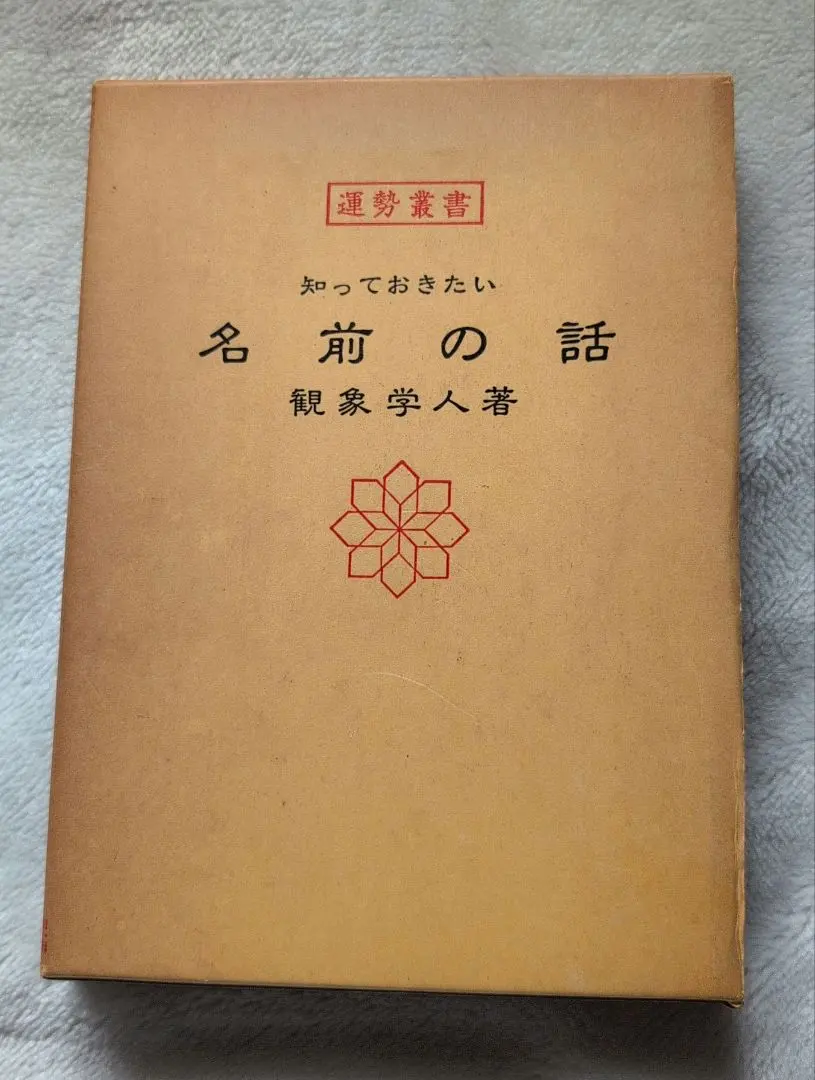 運勢叢書
知っておきたい
名前の話
観象学人著